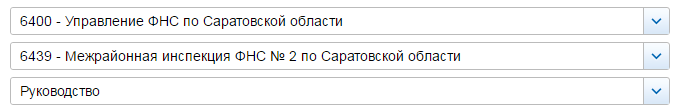 6400 - Управление ФНС по Саратовской области
6439 - Межрайонная инспекция ФНС № 2 по Саратовской области
Руководство